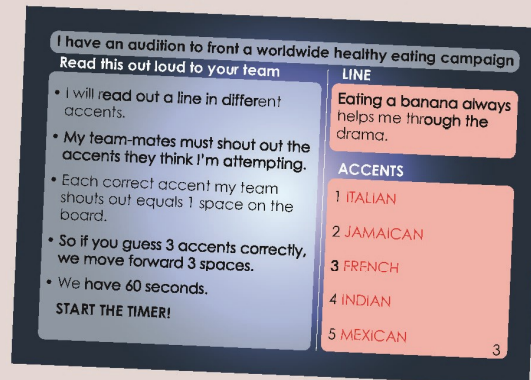 I have an audition to front a worldwide healthy eating campaign
Read this out loud to your team
• I will read out a line in different
accents.
• My team-mates must shout out the
accents they think I'm attempting.
• Each correct accent my team
shouts out equals 1 space on the
board.
• So if you guess 3 accents correctly,
we move forward 3 spaces.
• We have 60 seconds.
START THE TIMER!
LINE
Eating a banana always
helps me through the
drama.
ACCENTS
1 ITALIAN
2 JAMAICAN
3 FRENCH
4 INDIAN
5 MEXICAN
3